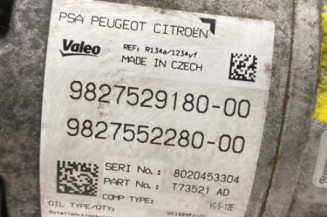 PSA PEUGEOT CITROËN
Valeo REF: R134a/1234yf
MADE IN CZECH
9827529180-00
9827552280-00
SERI No.: 8020453304
PART No.: T73521 AD
COMP TYPE:
OIL TYPE/QTY: